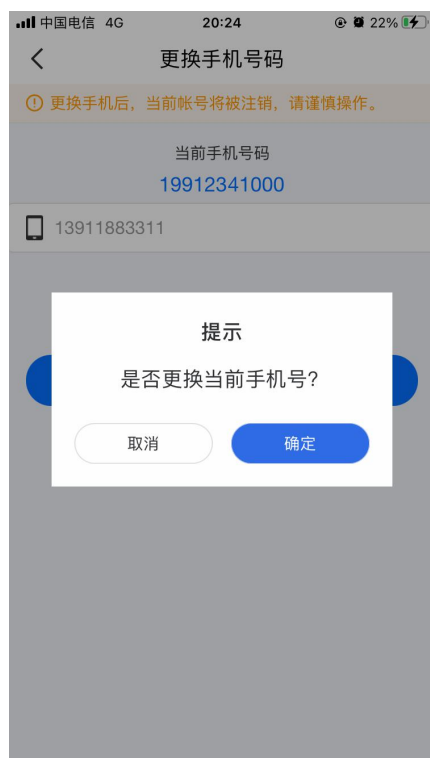 中国电信 4G 20:24 22%
更换手机号码
更换手机后，当前帐号将被注销，请谨慎操作。
当前手机号码
19912341000
13911883311
提示
是否更换当前手机号?
取消 确定